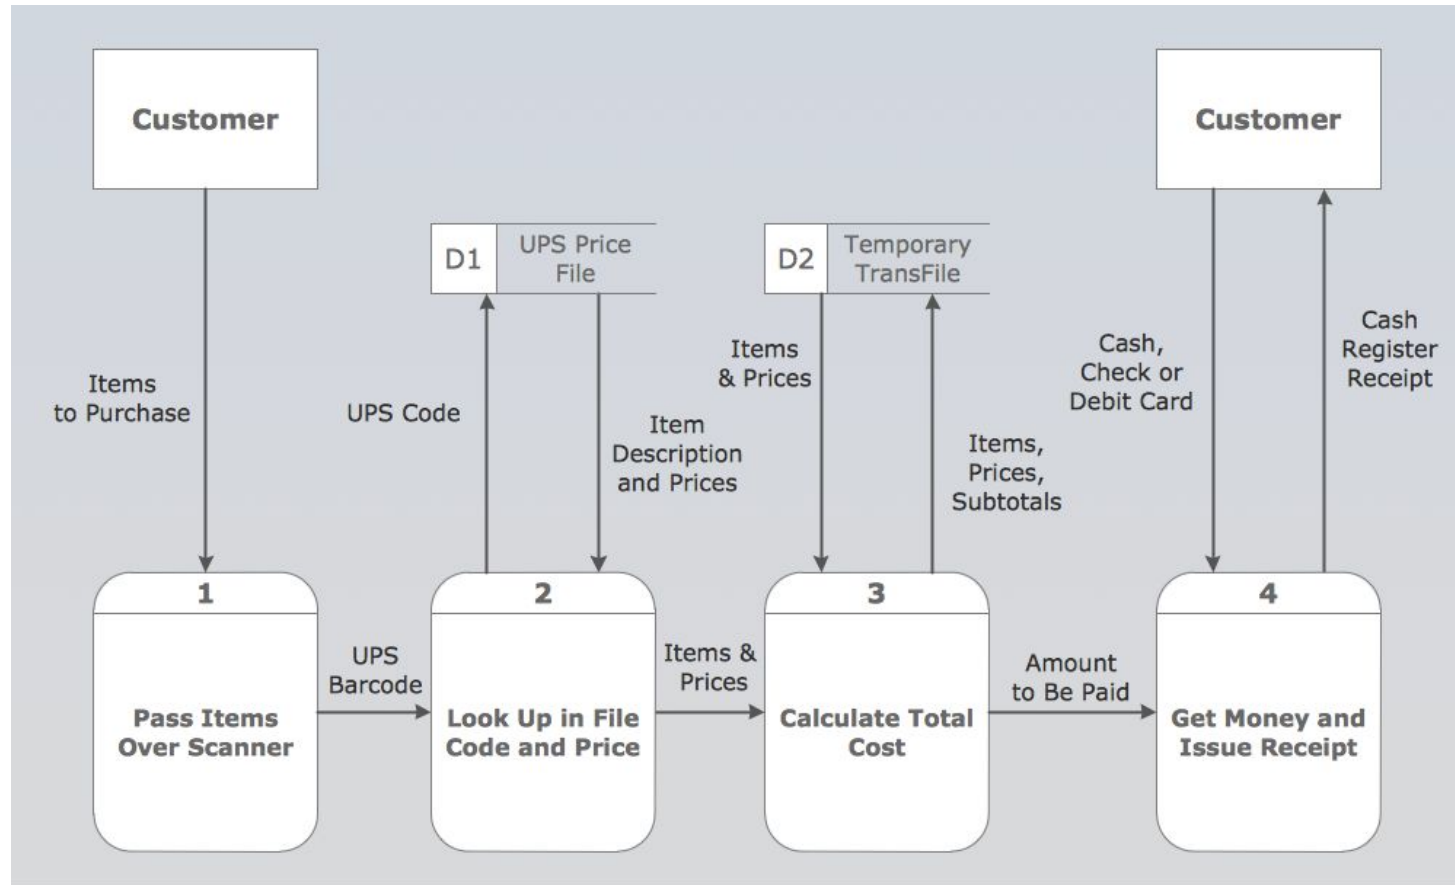 Customer
Customer
D1
UPS Price
File
D2
Temporary
TransFile
Items
to Purchase
UPS Code
Item
Description
and Prices
Items
& Prices
Items,
Prices,
Subtotals
Cash,
Check or
Debit Card
Cash
Register
Receipt
1
Pass Items
Over Scanner
UPS
Barcode
2
Look Up in File
Code and Price
Items &
Prices
3
Calculate Total
Cost
Amount
to Be Paid
4
Get Money and
Issue Receipt